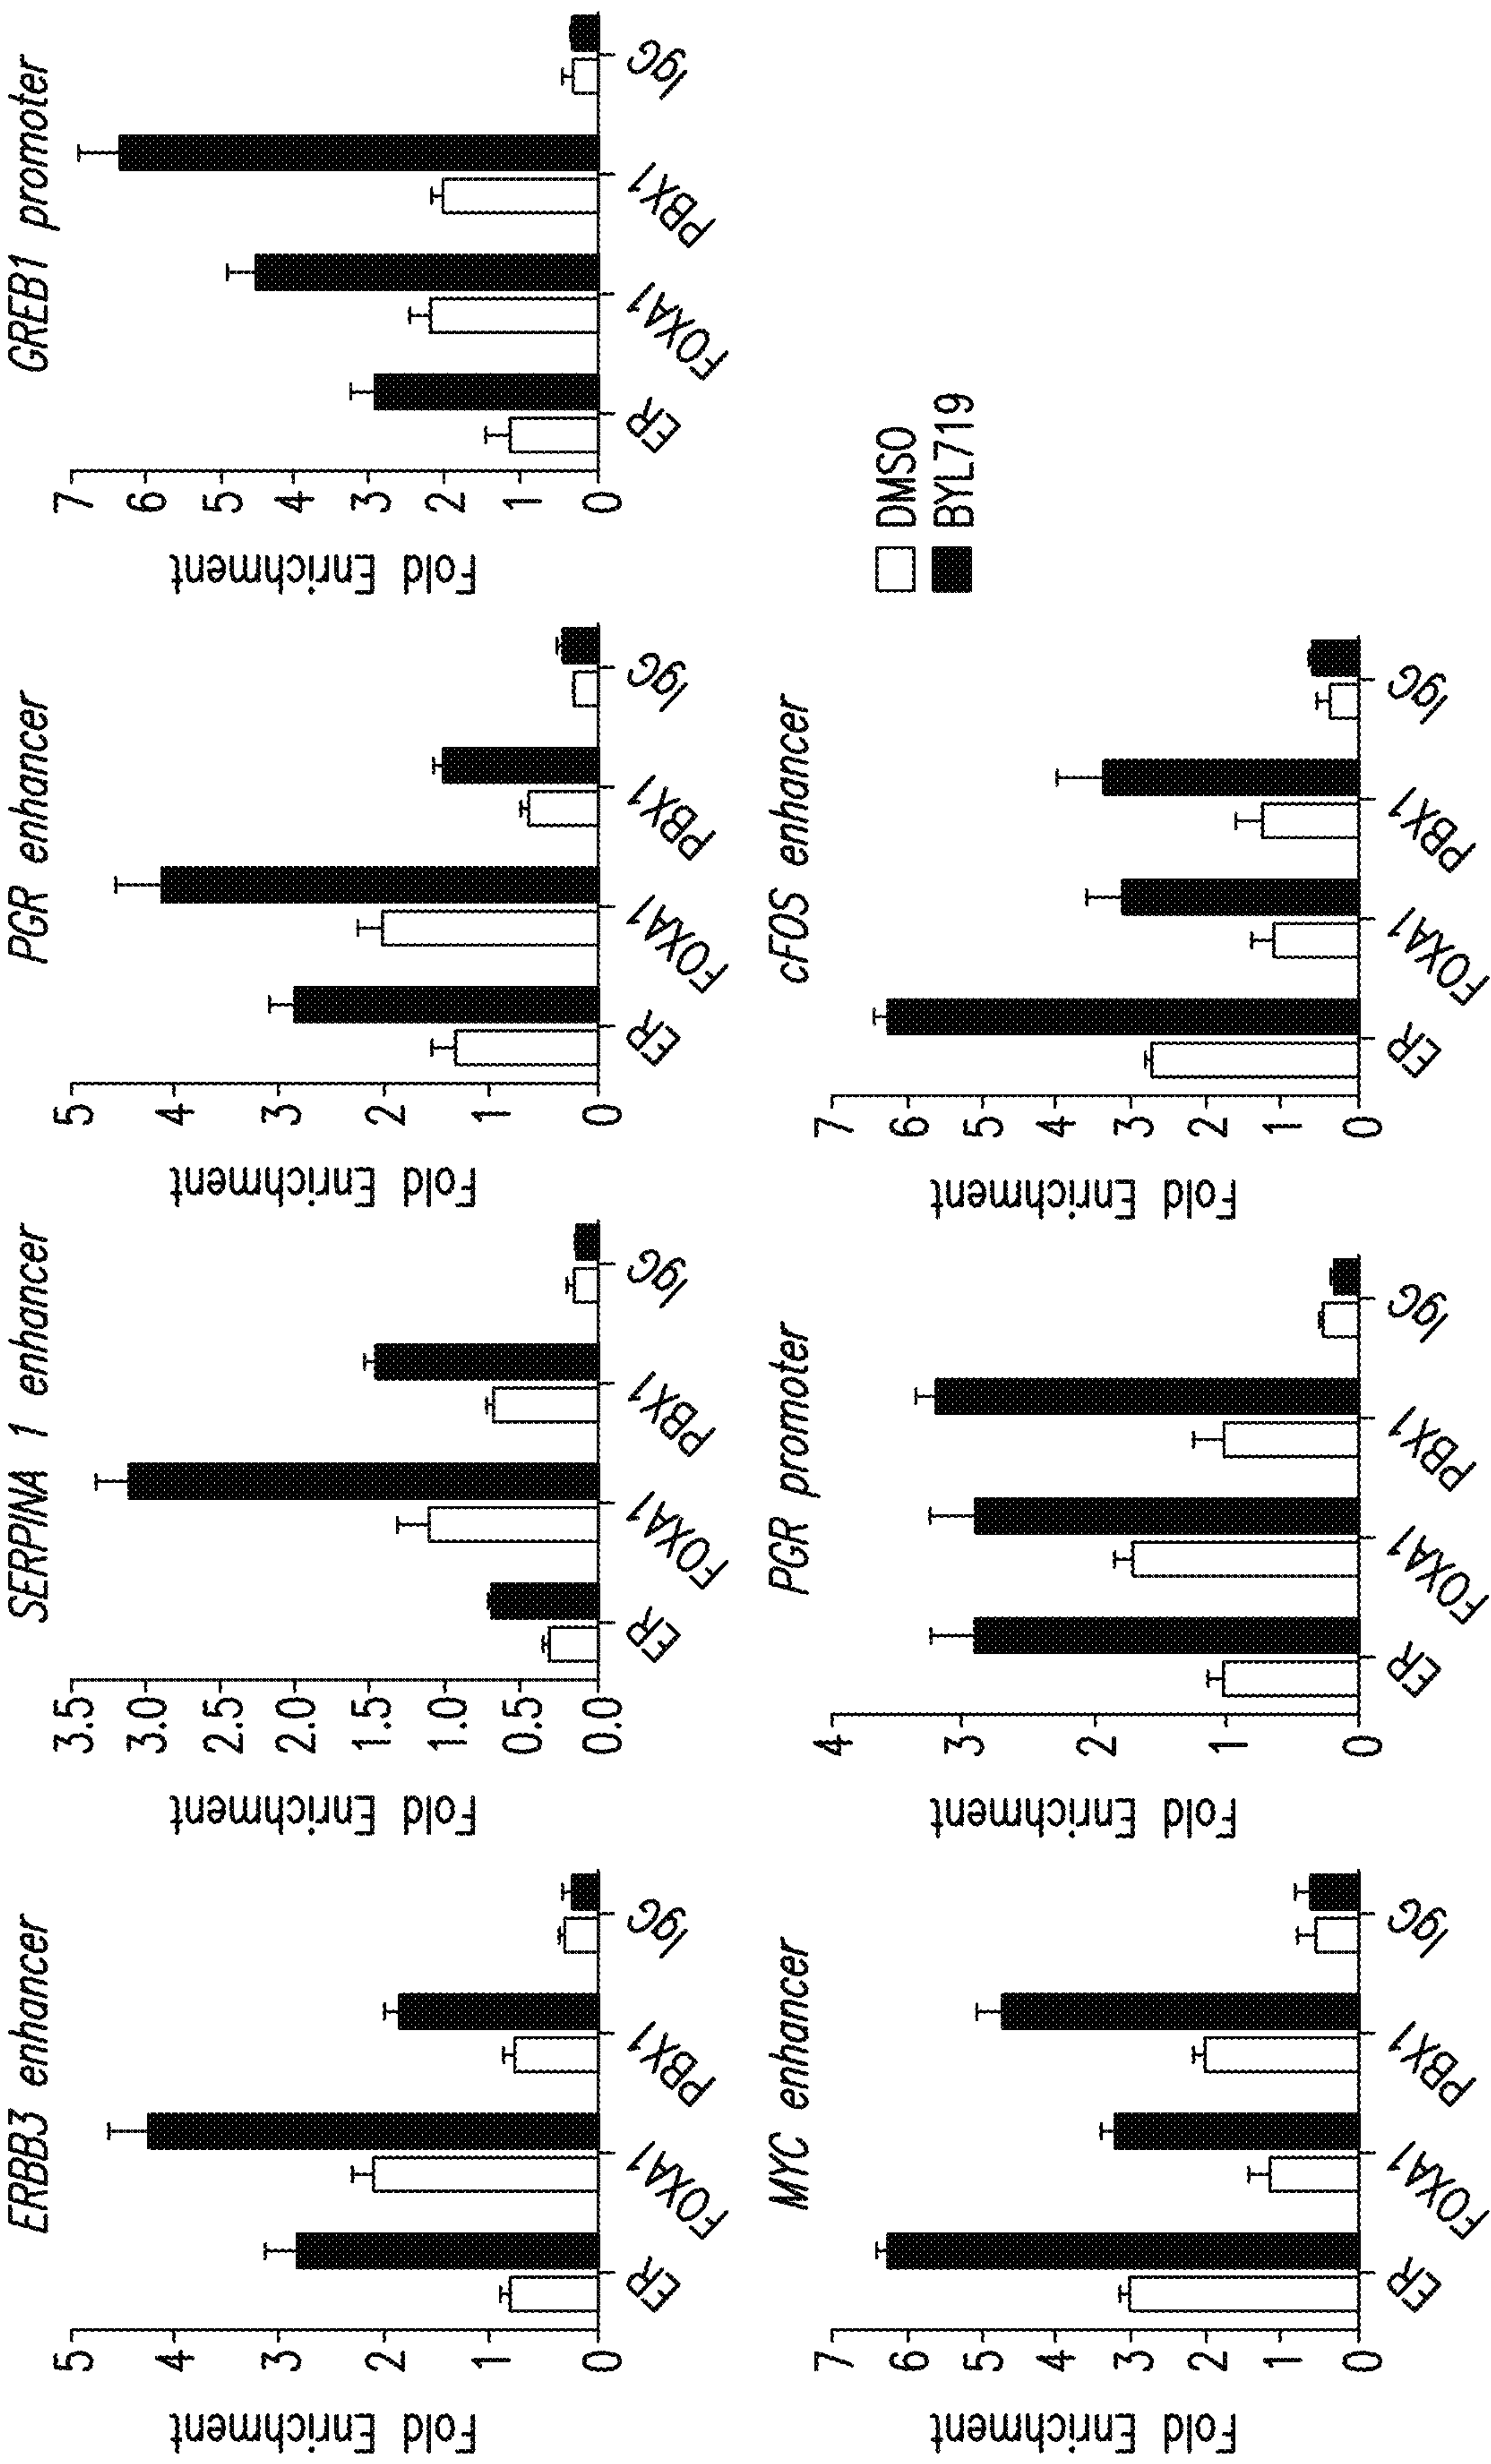 ERBB3 enhancer
Fold Enrichment
5
4
3
2
1
0
ER
FOXA1
PBX1
IgG
SERPINA 1 enhancer
Fold Enrichment
3.5
3.0
2.5
2.0
1.5
1.0
0.5
0.0
ER
FOXA1
PBX1
IgG
PGR enhancer
Fold Enrichment
5
4
3
2
1
0
ER
FOXA1
PBX1
IgG
GREB1 promoter
Fold Enrichment
7
6
5
4
3
2
1
0
ER
FOXA1
PBX1
IgG
MYC enhancer
Fold Enrichment
7
6
5
4
3
2
1
0
ER
FOXA1
PBX1
IgG
PGR promoter
Fold Enrichment
4
3
2
1
0
ER
FOXA1
PBX1
IgG
cFOS enhancer
Fold Enrichment
7
6
5
4
3
2
1
0
ER
FOXA1
PBX1
IgG
DMSO
BYL719